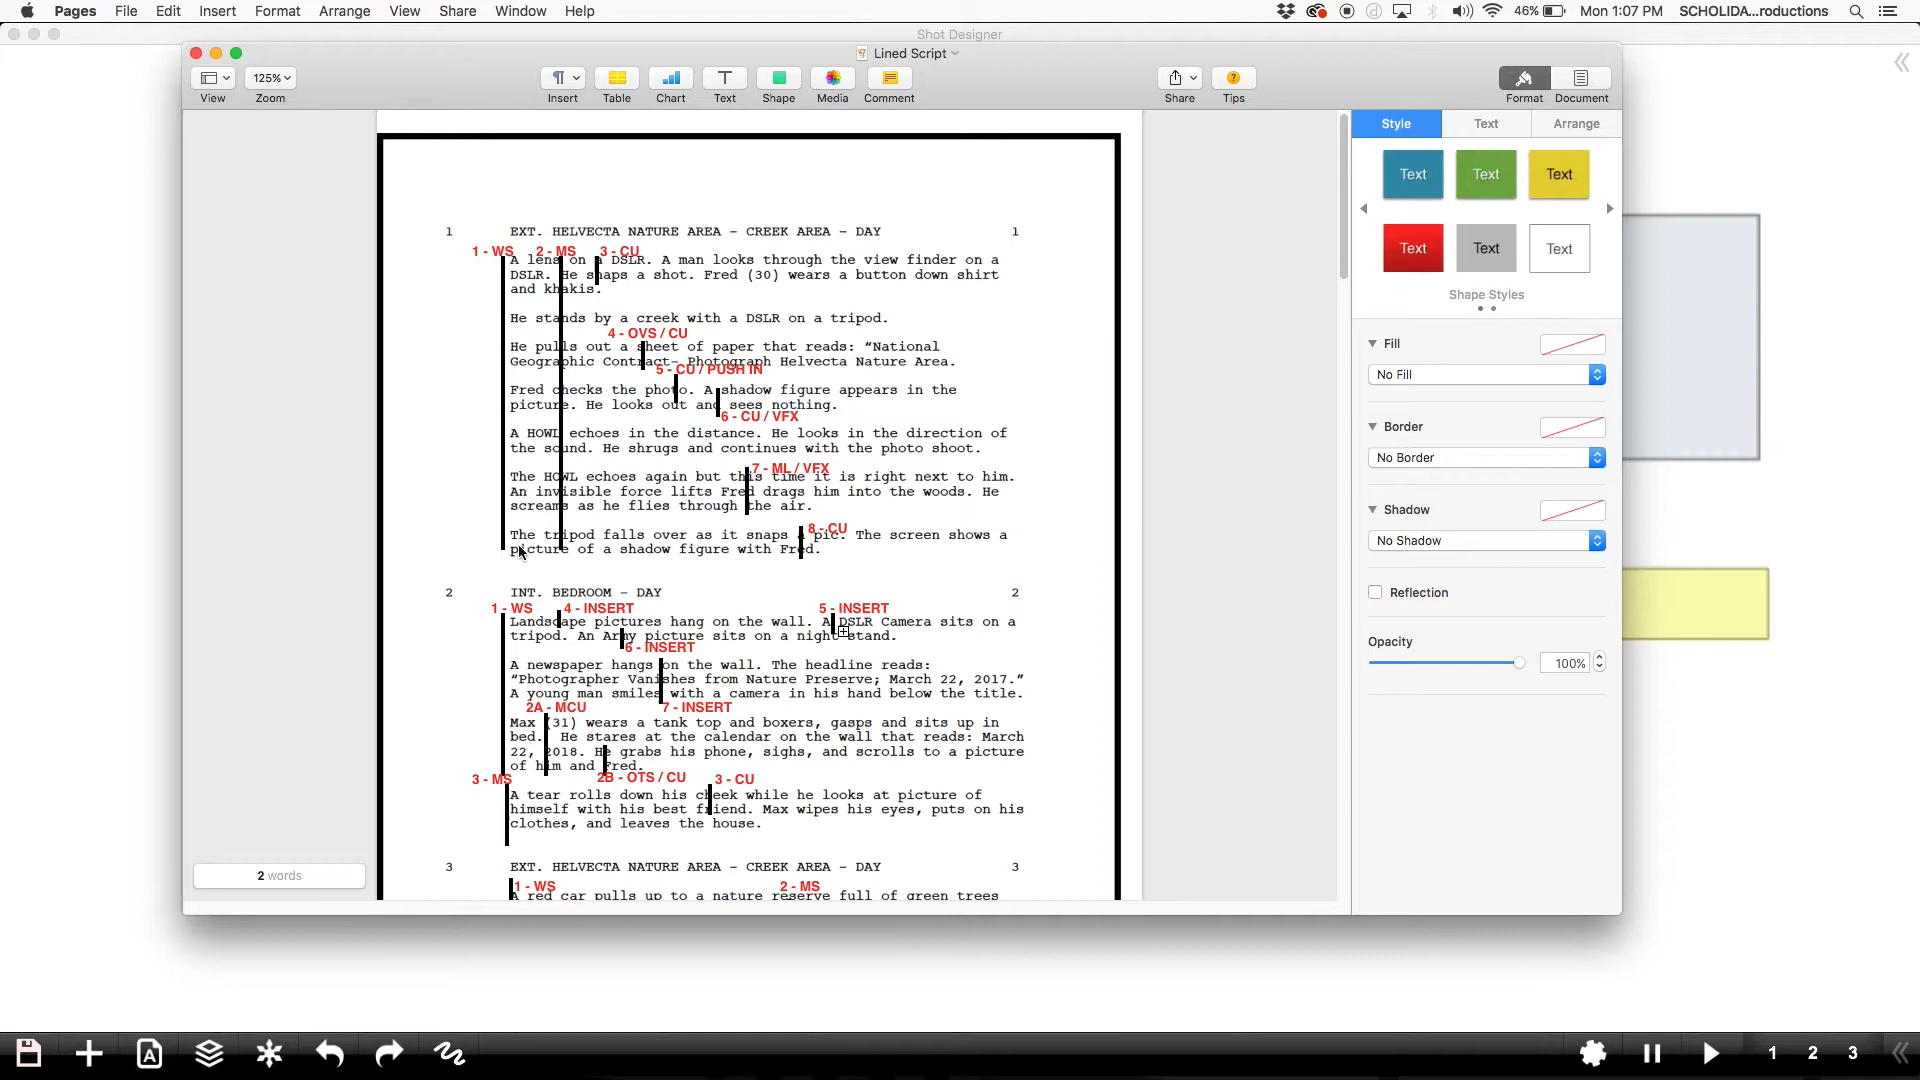 Pages File Edit Insert Format Arrange View Share Window Help
46% Mon 1:07 PM SCHOLIDA...roductions
Shot Designer
Lined Script
125%
View Zoom Insert Table Chart Text Shape Media Comment Share Tips Format Document
Style Text Arrange
Text Text Text
Text Text Text
Shape Styles
Fill
No Fill
Border
No Border
Shadow
No Shadow
Reflection
Opacity
100%
1 EXT. HELVECTA NATURE AREA – CREEK AREA – DAY 1
1 - WS 2 - MS 3 - CU
A lens on a DSLR. A man looks through the view finder on a
DSLR. He snaps a shot. Fred (30) wears a button down shirt
and khakis.
He stands by a creek with a DSLR on a tripod.
4 - OVS / CU
He pulls out a sheet of paper that reads: “National
Geographic Contract– Photograph Helvecta Nature Area.
5 - CU / PUSH IN
Fred checks the photo. A shadow figure appears in the
picture. He looks out and sees nothing.
6 - CU / VFX
A HOWL echoes in the distance. He looks in the direction of
the sound. He shrugs and continues with the photo shoot.
7 - ML / VFX
The HOWL echoes again but this time it is right next to him.
An invisible force lifts Fred drags him into the woods. He
screams as he flies through the air.
8 - CU
The tripod falls over as it snaps a pic. The screen shows a
picture of a shadow figure with Fred.
2 INT. BEDROOM – DAY 2
1 - WS 4 - INSERT 5 - INSERT
Landscape pictures hang on the wall. A DSLR Camera sits on a
tripod. An Army picture sits on a night stand.
6 - INSERT
A newspaper hangs on the wall. The headline reads:
“Photographer Vanishes from Nature Preserve; March 22, 2017.”
A young man smiles with a camera in his hand below the title.
2A - MCU 7 - INSERT
Max (31) wears a tank top and boxers, gasps and sits up in
bed. He stares at the calendar on the wall that reads: March
22, 2018. He grabs his phone, sighs, and scrolls to a picture
of him and Fred.
3 - MS 2B - OTS / CU 3 - CU
A tear rolls down his cheek while he looks at picture of
himself with his best friend. Max wipes his eyes, puts on his
clothes, and leaves the house.
3 EXT. HELVECTA NATURE AREA – CREEK AREA – DAY 3
1 - WS 2 - MS
A red car pulls up to a nature reserve full of green trees
2 words
A
1 2 3